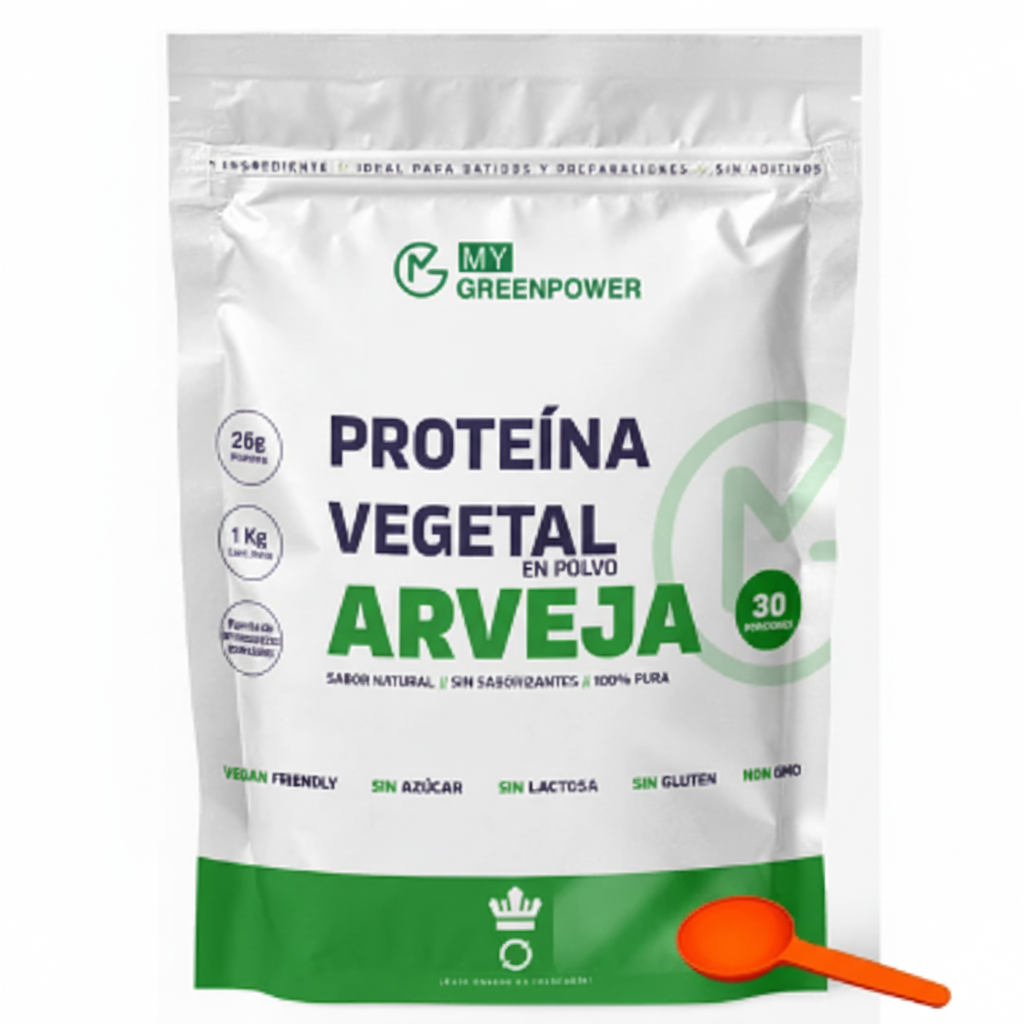 INGREDIENTE // IDEAL PARA BATIDOS Y PREPARACIONES // SIN ADITIVOS
MY
GREENPOWER
PROTEÍNA
VEGETAL
EN POLVO
ARVEJA
SABOR NATURAL // SIN SABORIZANTES // 100% PURA
26g
1 Kg
30
PORCIONES
VEGAN FRIENDLY
SIN AZÚCAR
SIN LACTOSA
SIN GLUTEN
NON GMO